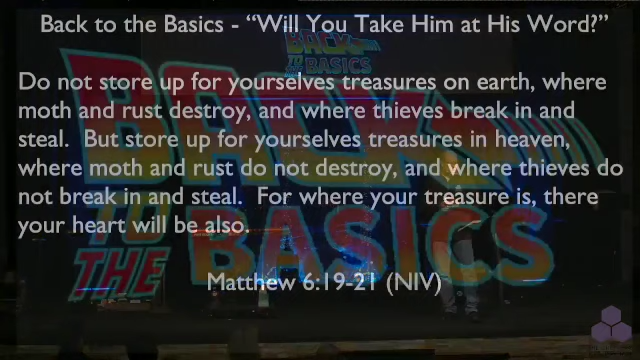 Back to the Basics - “Will You Take Him at His Word?”
BACK
TO THE
BASICS
Do not store up for yourselves treasures on earth, where
moth and rust destroy, and where thieves break in and
steal.  But store up for yourselves treasures in heaven,
where moth and rust do not destroy, and where thieves do
not break in and steal.  For where your treasure is, there
your heart will be also.
Matthew 6:19-21 (NIV)
BACK
TO
THE
BASICS